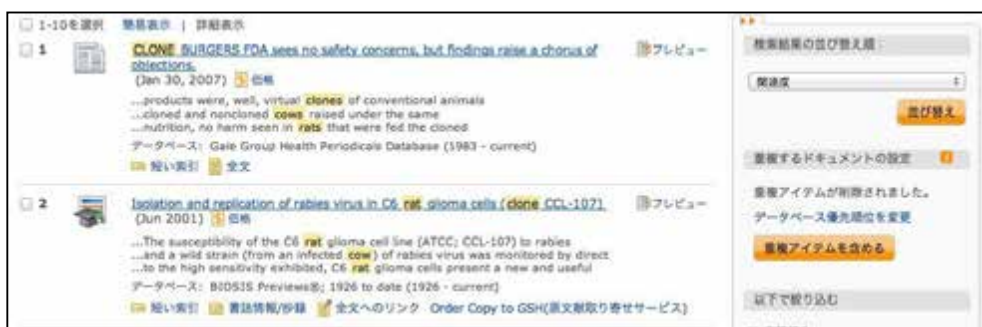 1-10を選択 簡易表示 | 詳細表示
1 CLONE BURGERS FDA sees no safety concerns, but findings raise a chorus of プレビュー
objections.
(Jan 30, 2007) 価格
...products were, well, virtual clones of conventional animals
...cloned and noncloned cows raised under the same
...nutrition, no harm seen in rats that were fed the cloned
データベース: Gale Group Health Periodicals Database (1983 - current)
短い索引 全文
2 Isolation and replication of rabies virus in C6 rat glioma cells (clone CCL-107). プレビュー
(Jun 2001) 価格
...The susceptibility of the C6 rat glioma cell line (ATCC; CCL-107) to rabies
...and a wild strain (from an infected cow) of rabies virus was monitored by direct
...to the high sensitivity exhibited, C6 rat glioma cells present a new and useful
データベース: BIOSIS Previews®; 1926 to date (1926 - current)
短い索引 書誌情報/抄録 全文へのリンク Order Copy to GSH(原文献取り寄せサービス)
検索結果の並び替え順
関連度
並び替え
重複するドキュメントの設定
重複アイテムが削除されました。
データベース優先順位を変更
重複アイテムを含める
以下で絞り込む